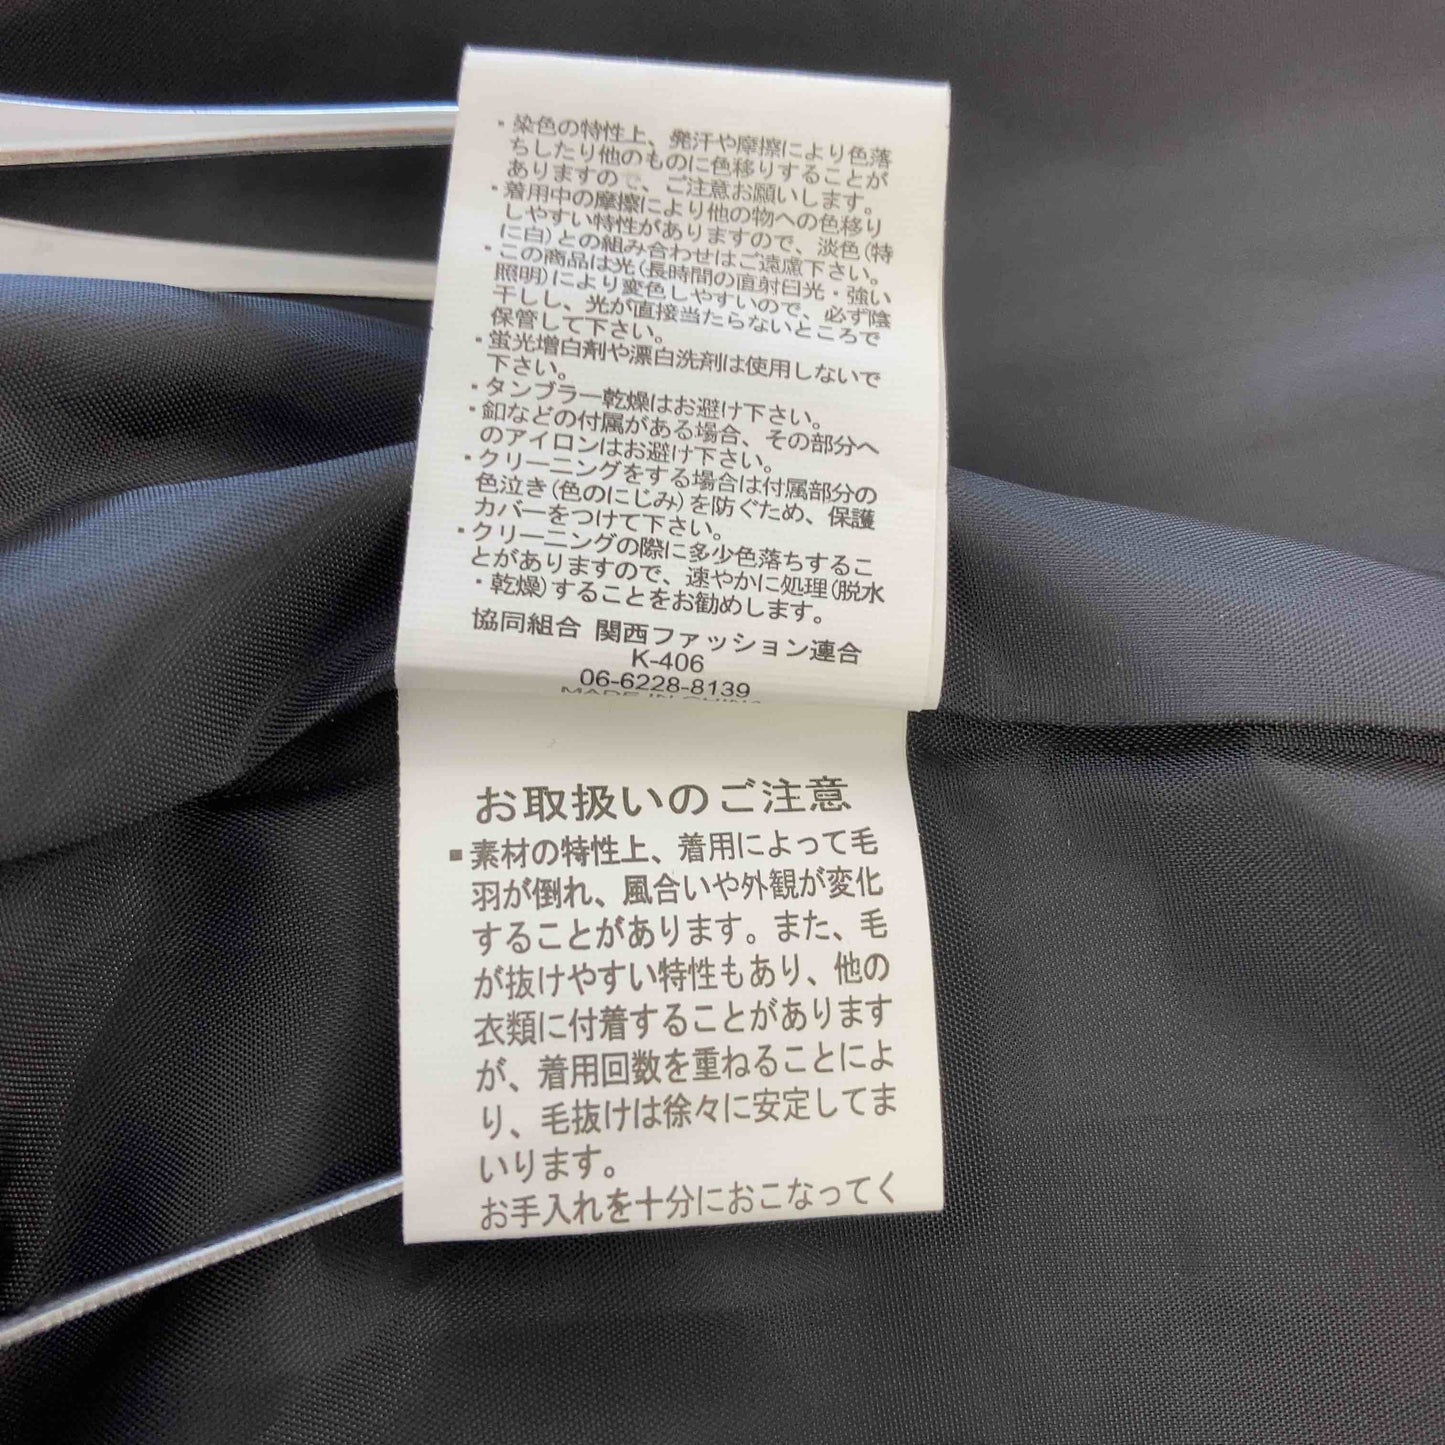 ・染色の特性上、発汗や摩擦により色落
ちしたり他のものに色移りすることが
ありますので、ご注意お願いします。
・着用中の摩擦により他の物への色移り
しやすい特性がありますので、淡色(特
に白)との組み合わせはご遠慮下さい。
・この商品は光(長時間の直射日光・強い
照明)により変色しやすいので、必ず陰
干しし、光が直接当たらないところで
保管して下さい。
・蛍光増白剤や漂白洗剤は使用しないで
下さい。
・タンブラー乾燥はお避け下さい。
・釦などの付属がある場合、その部分へ
のアイロンはお避け下さい。
・クリーニングをする場合は付属部分の
色泣き(色のにじみ)を防ぐため、保護
カバーをつけて下さい。
・クリーニングの際に多少色落ちするこ
とがありますので、速やかに処理(脱水
・乾燥)することをお勧めします。
協同組合 関西ファッション連合
K-406
06-6228-8139
MADE IN CHINA
お取扱いのご注意
▪素材の特性上、着用によって毛
羽が倒れ、風合いや外観が変化
することがあります。また、毛
が抜けやすい特性もあり、他の
衣類に付着することがあります
が、着用回数を重ねることによ
り、毛抜けは徐々に安定してま
いります。
お手入れを十分におこなってく